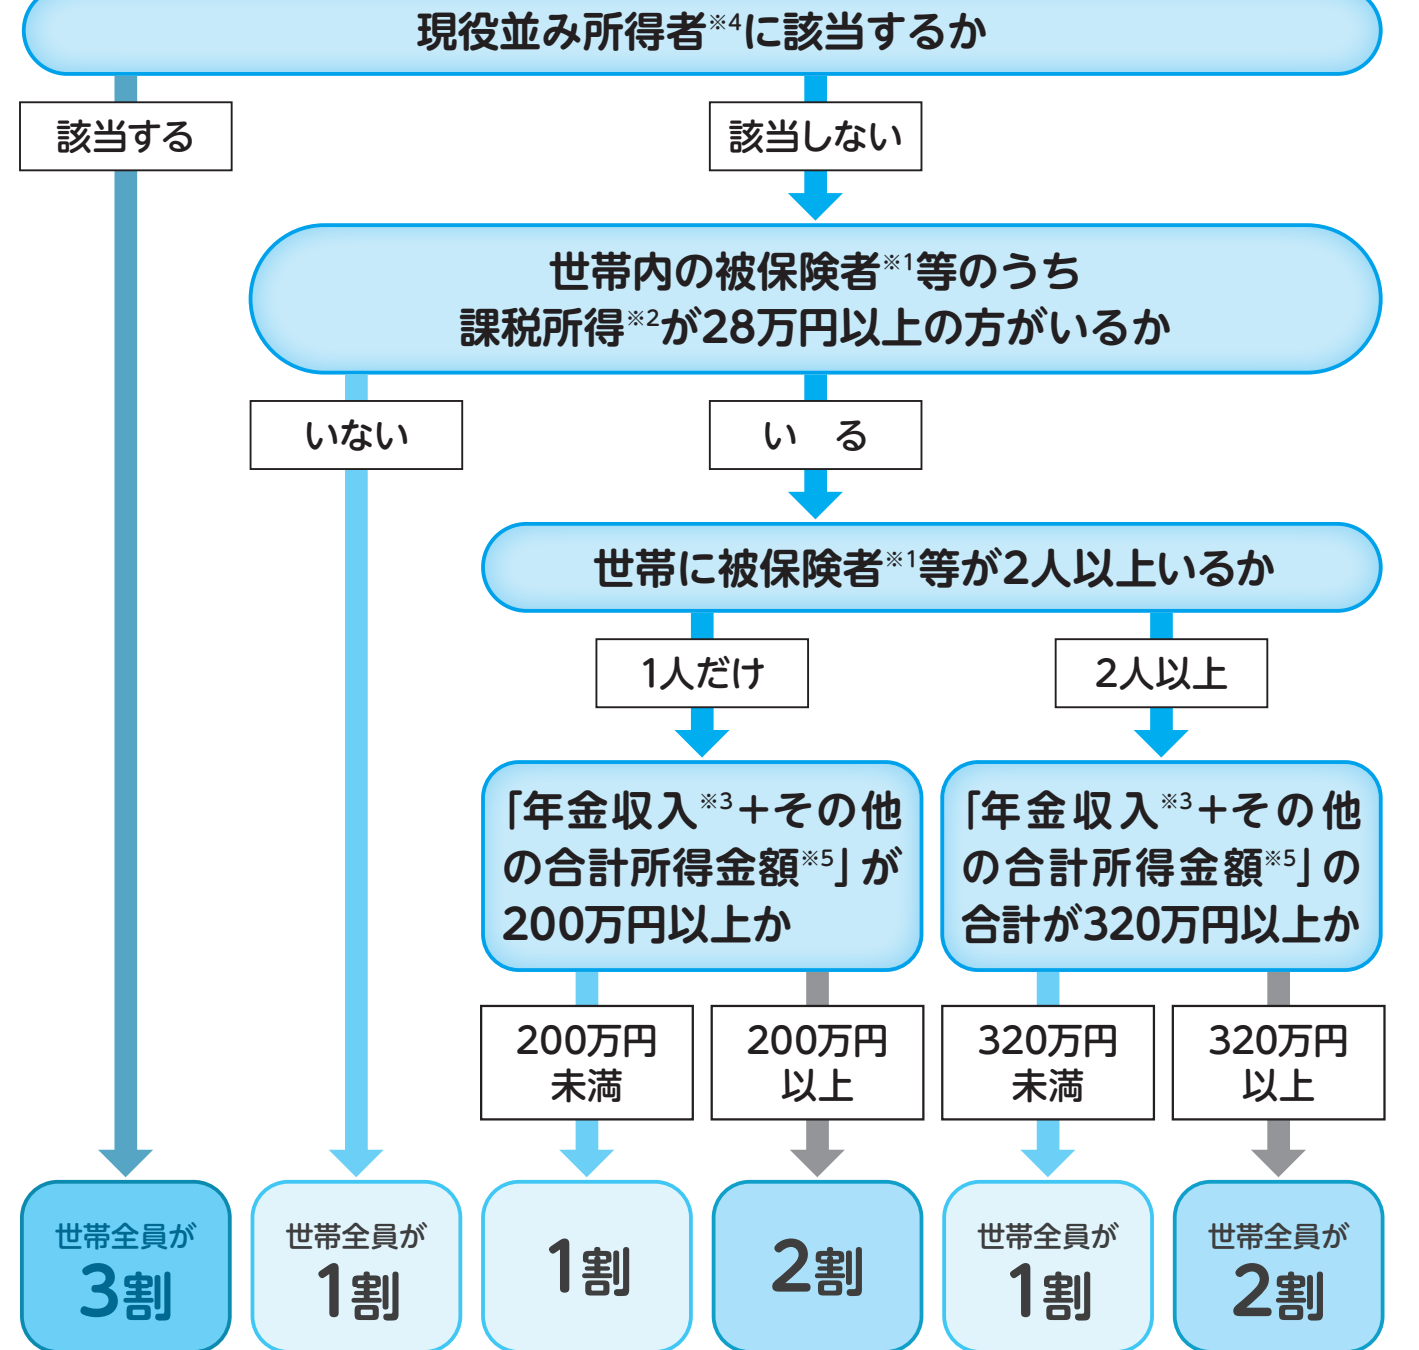 現役並み所得者※4に該当するか
該当する
該当しない
世帯内の被保険者※1等のうち
課税所得※2が28万円以上の方がいるか
いない
い　る
世帯に被保険者※1等が2人以上いるか
1人だけ
2人以上
「年金収入※3＋その他
の合計所得金額※5」が
200万円以上か
「年金収入※3＋その他
の合計所得金額※5」の
合計が320万円以上か
200万円
未満
200万円
以上
320万円
未満
320万円
以上
世帯全員が
3割
世帯全員が
1割
1割
2割
世帯全員が
1割
世帯全員が
2割